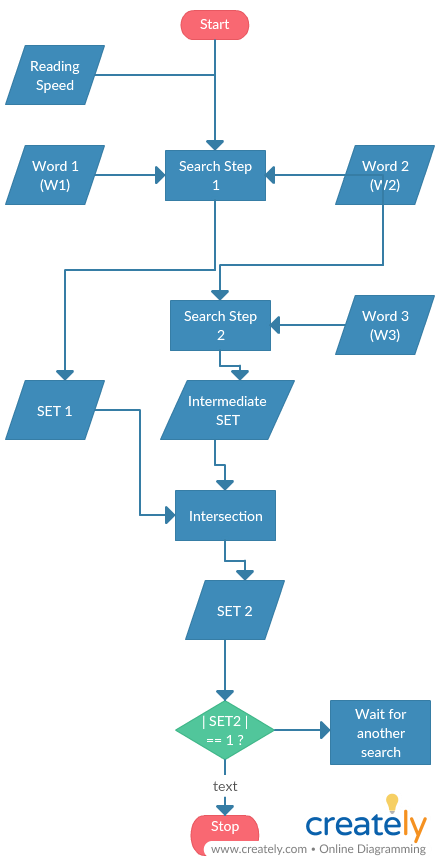 Start
Reading
Speed
Word 1
(W1)
Search Step
1
Word 2
(W2)
Search Step
2
Word 3
(W3)
SET 1
Intermediate
SET
Intersection
SET 2
| SET2 |
== 1 ?
Wait for
another
search
text
Stop
creately
www.creately.com • Online Diagramming